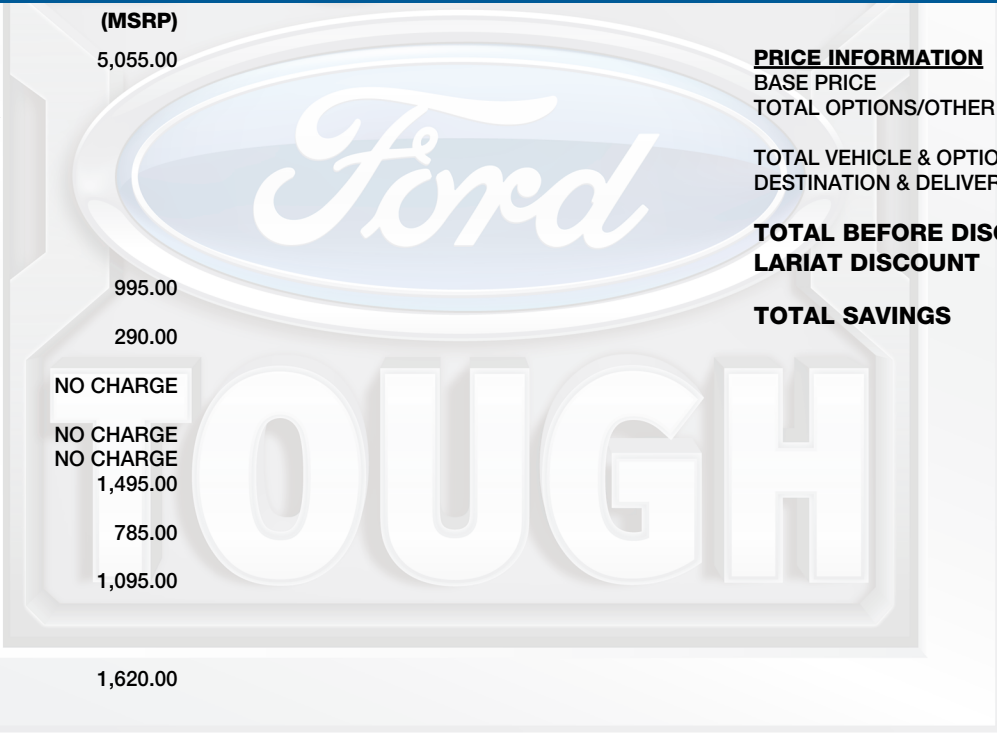 (MSRP)
5,055.00
995.00
290.00
NO CHARGE
NO CHARGE
NO CHARGE
1,495.00
785.00
1,095.00
1,620.00
PRICE INFORMATION
BASE PRICE
TOTAL OPTIONS/OTHER
TOTAL VEHICLE & OPTIO
DESTINATION & DELIVER
TOTAL BEFORE DISC
LARIAT DISCOUNT
TOTAL SAVINGS
Ford
TOUGH